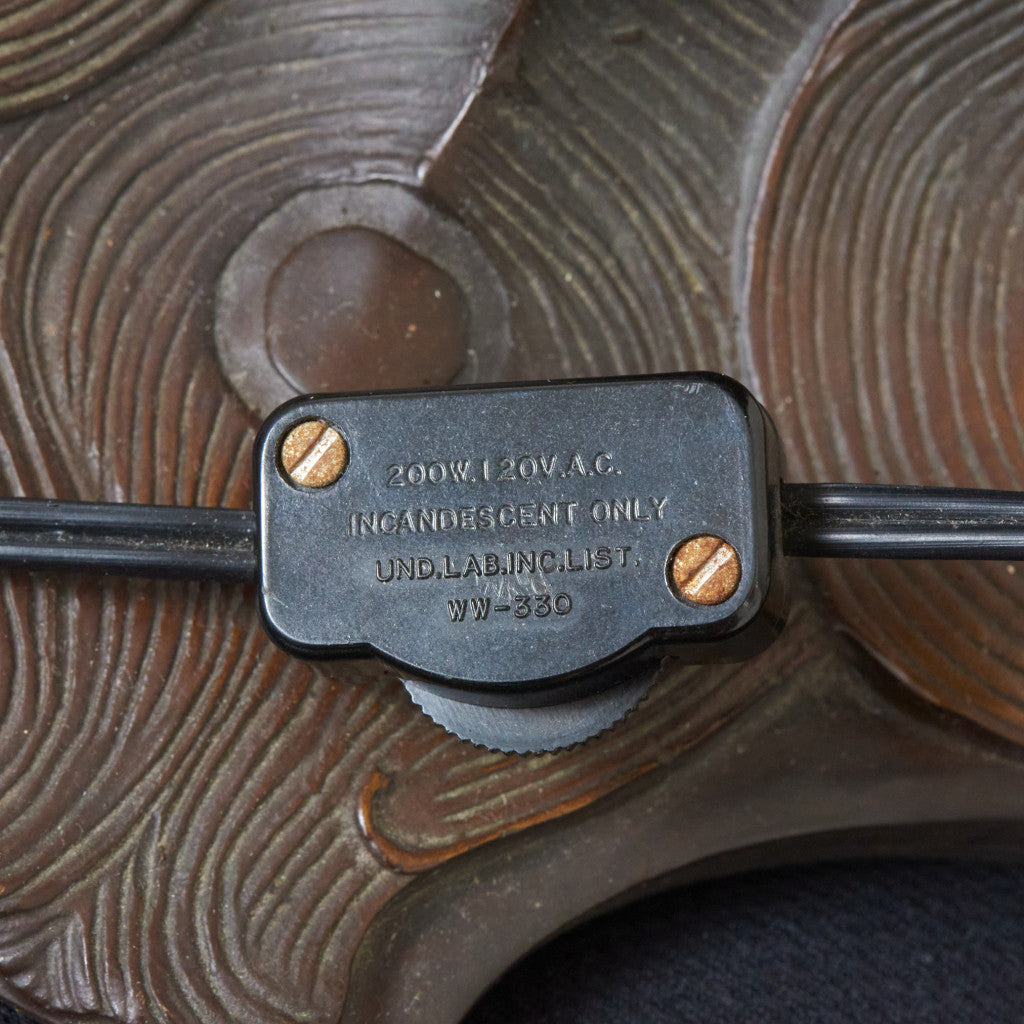 200W.120V.A.C.
INCANDESCENT ONLY
UND.LAB.INC.LIST.
WW-330